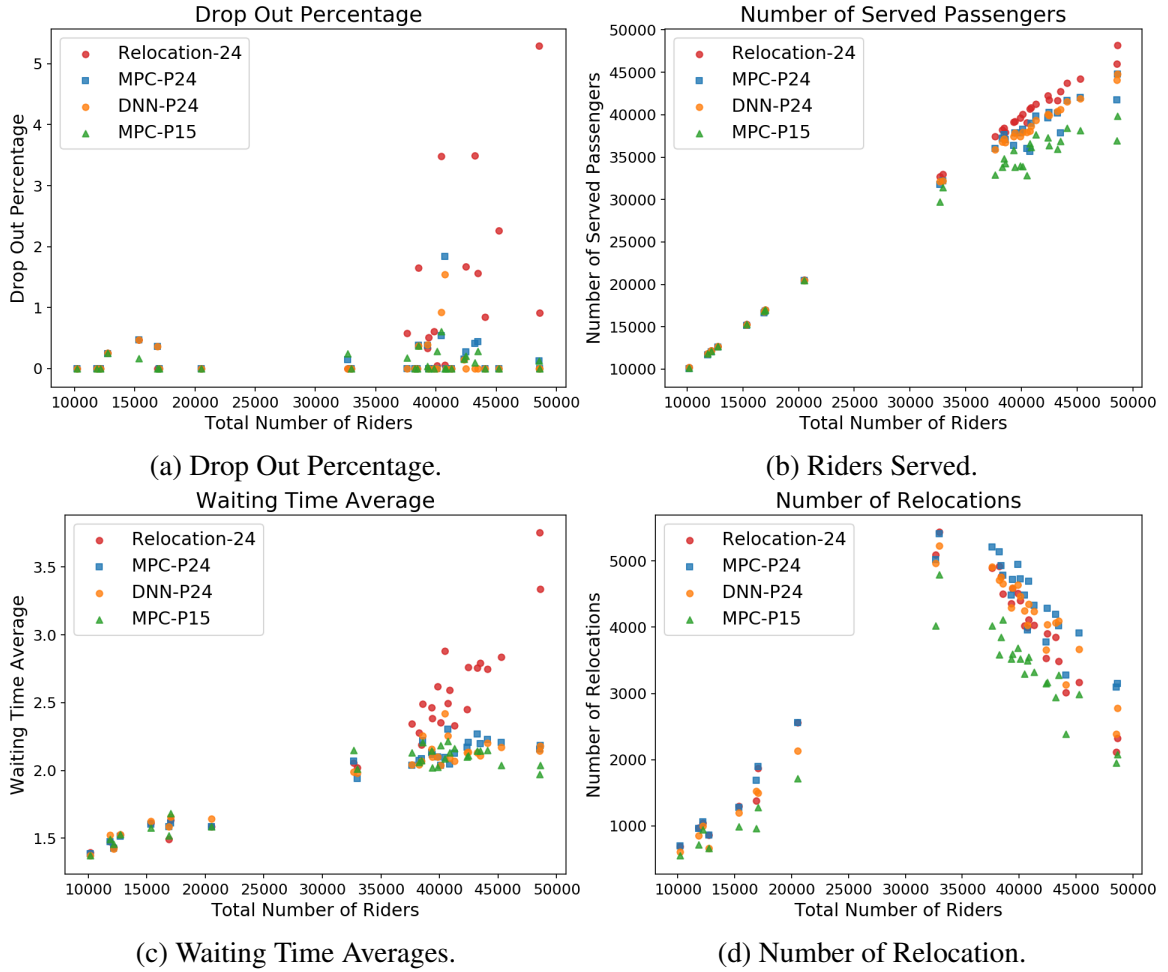 Drop Out Percentage
Drop Out Percentage
5
4
3
2
1
0
Relocation-24
MPC-P24
DNN-P24
MPC-P15
10000 15000 20000 25000 30000 35000 40000 45000 50000
Total Number of Riders
(a) Drop Out Percentage.
Number of Served Passengers
Number of Served Passengers
50000
45000
40000
35000
30000
25000
20000
15000
10000
Relocation-24
MPC-P24
DNN-P24
MPC-P15
10000 15000 20000 25000 30000 35000 40000 45000 50000
Total Number of Riders
(b) Riders Served.
Waiting Time Average
Waiting Time Average
3.5
3.0
2.5
2.0
1.5
Relocation-24
MPC-P24
DNN-P24
MPC-P15
10000 15000 20000 25000 30000 35000 40000 45000 50000
Total Number of Riders
(c) Waiting Time Averages.
Number of Relocations
Number of Relocations
5000
4000
3000
2000
1000
Relocation-24
MPC-P24
DNN-P24
MPC-P15
10000 15000 20000 25000 30000 35000 40000 45000 50000
Total Number of Riders
(d) Number of Relocation.